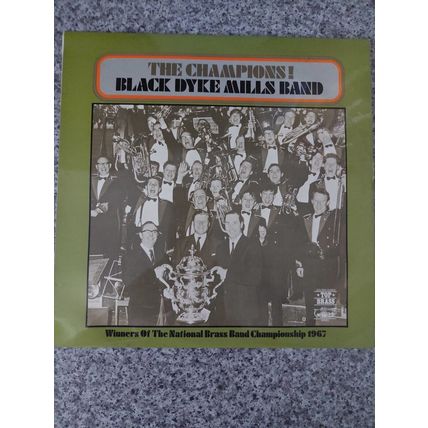 THE CHAMPIONS!
BLACK DYKE MILLS BAND
TOP
BRASS
Winners Of The National Brass Band Championship 1967